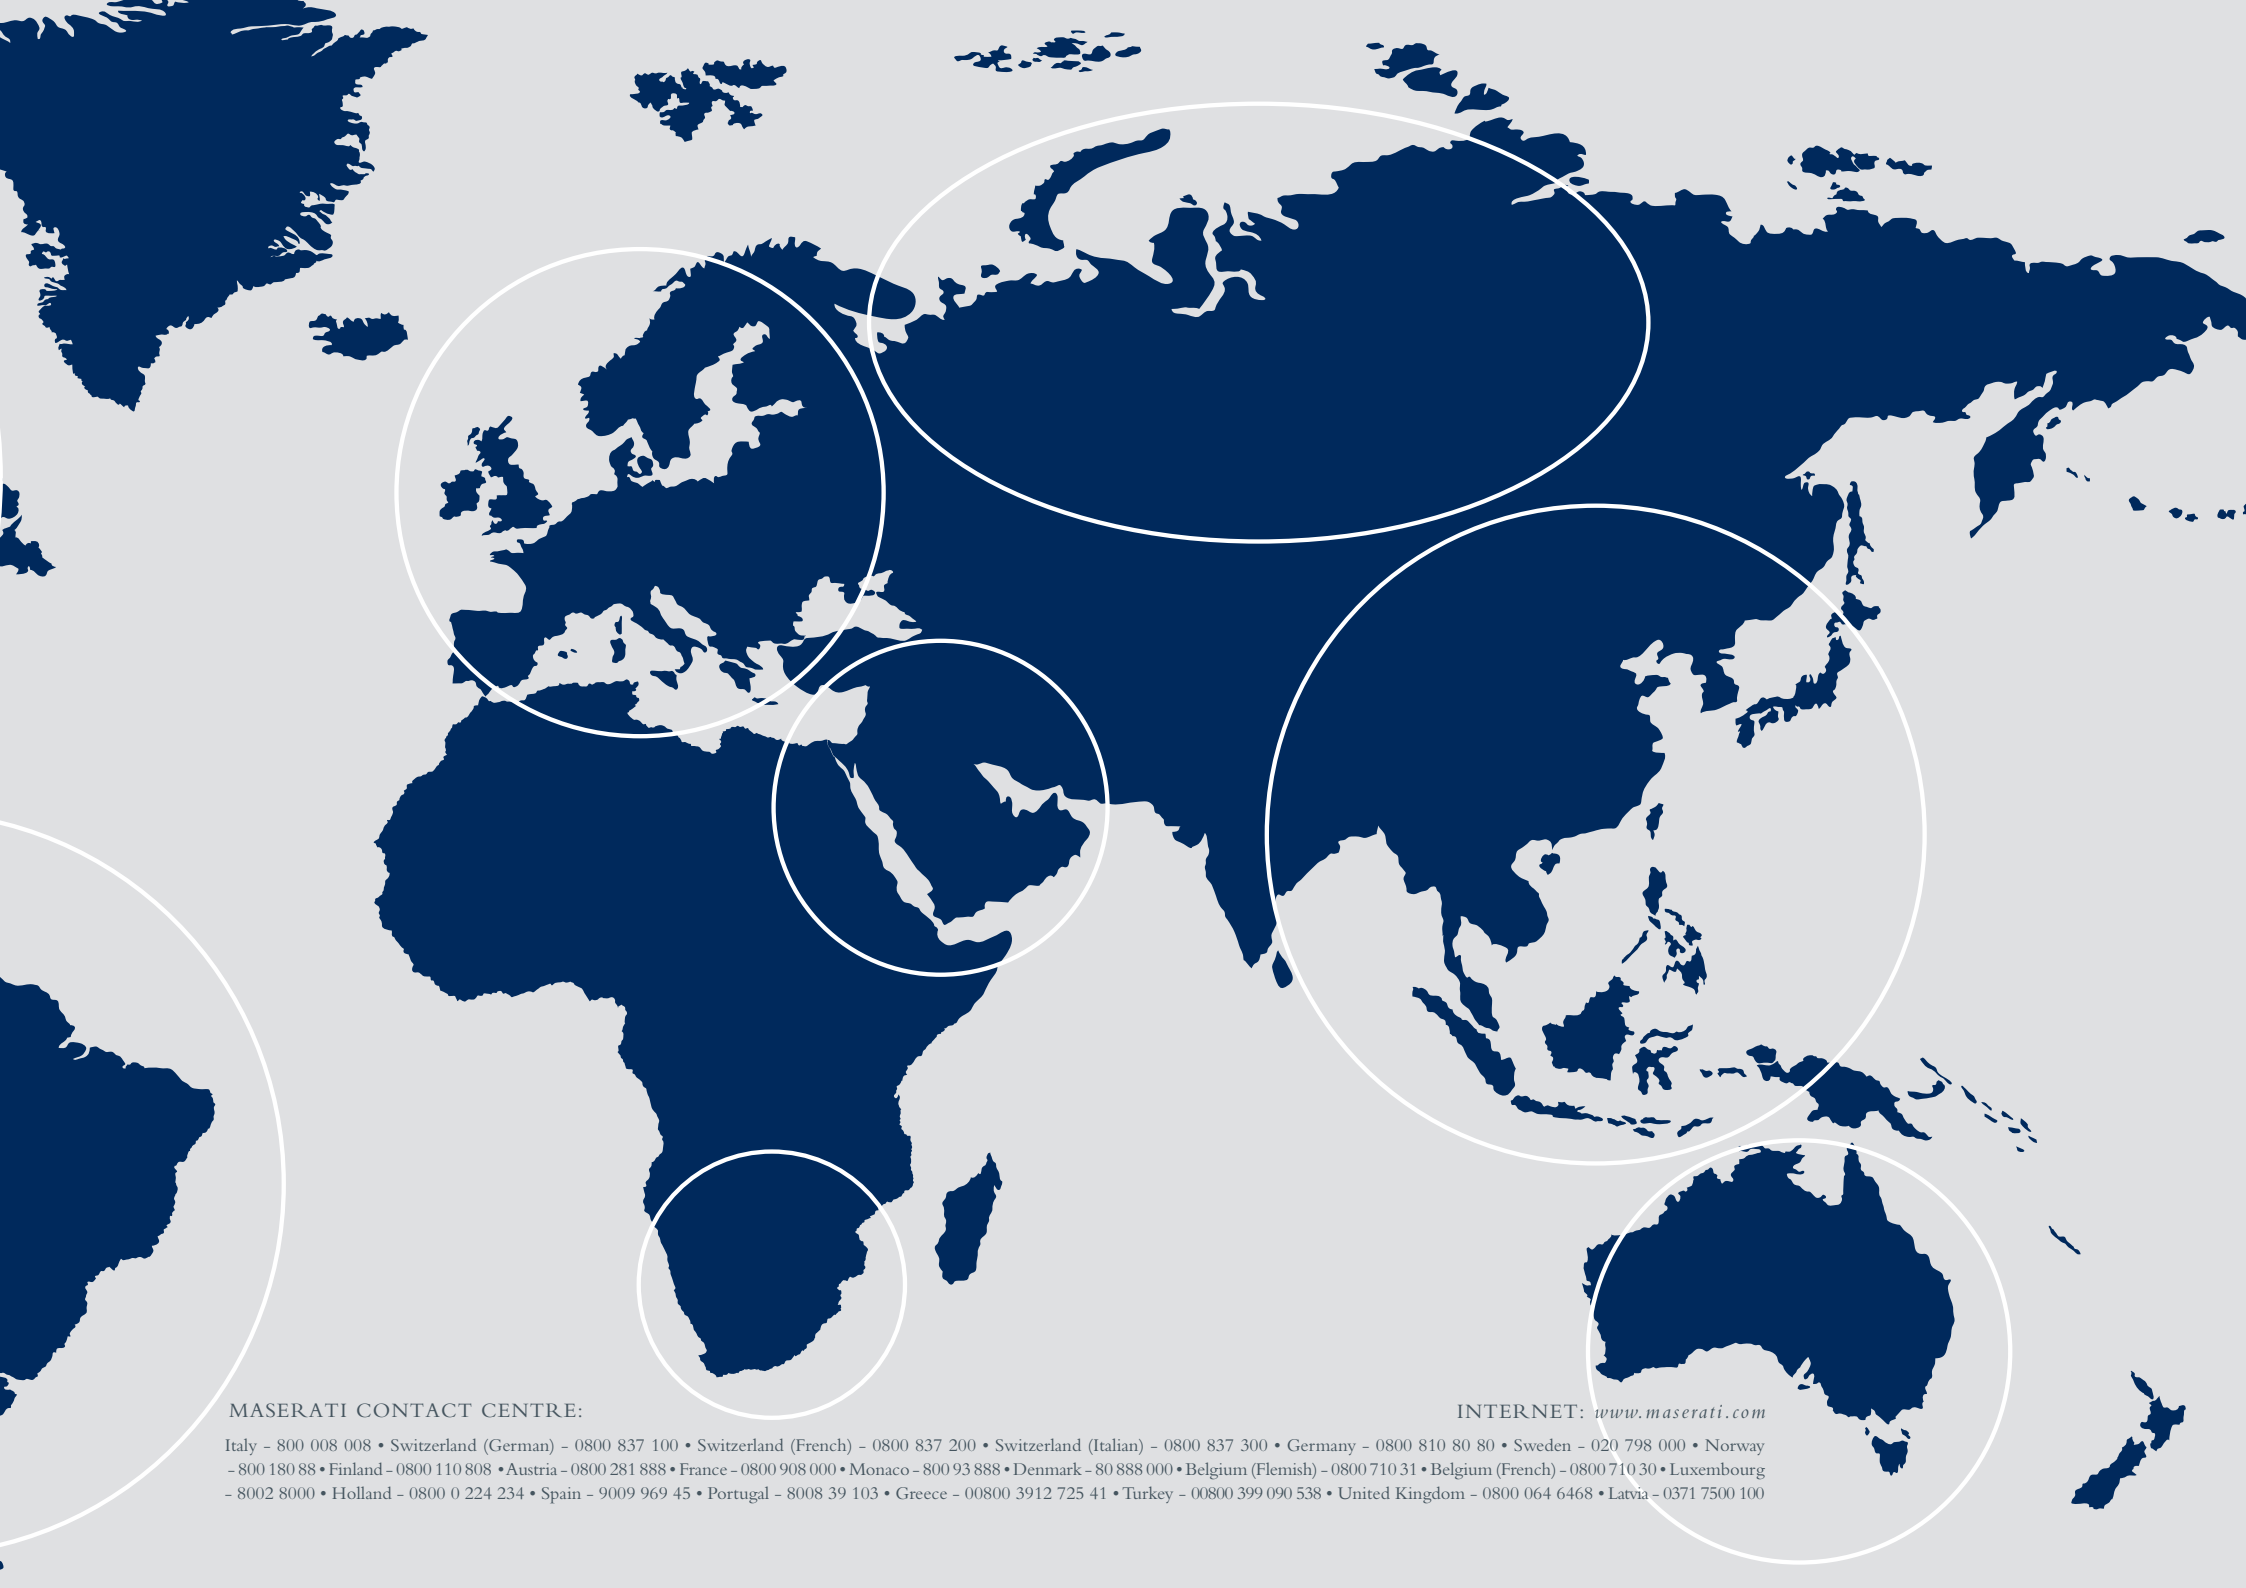 MASERATI CONTACT CENTRE:
INTERNET: www.maserati.com
Italy – 800 008 008 • Switzerland (German) – 0800 837 100 • Switzerland (French) – 0800 837 200 • Switzerland (Italian) – 0800 837 300 • Germany – 0800 810 80 80 • Sweden – 020 798 000 • Norway
– 800 180 88 • Finland – 0800 110 808 • Austria – 0800 281 888 • France – 0800 908 000 • Monaco – 800 93 888 • Denmark – 80 888 000 • Belgium (Flemish) – 0800 710 31 • Belgium (French) – 0800 710 30 • Luxembourg
– 8002 8000 • Holland – 0800 0 224 234 • Spain – 9009 969 45 • Portugal – 8008 39 103 • Greece – 00800 3912 725 41 • Turkey – 00800 399 090 538 • United Kingdom – 0800 064 6468 • Latvia – 0371 7500 100